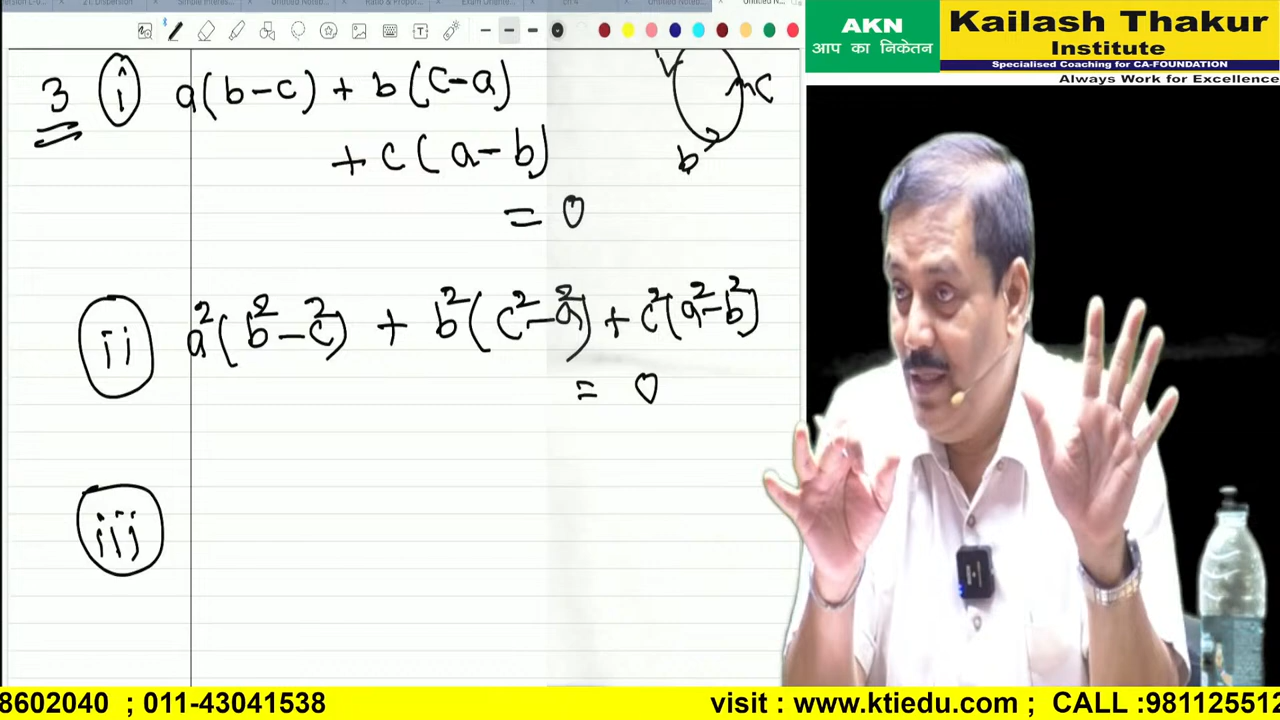 AKN
आप का निकेतन
Kailash Thakur
Institute
Specialised Coaching for CA-FOUNDATION
Always Work for Excellence
3 (i) a(b-c) + b(c-a)
+ c(a-b)
= 0
c
b
(ii) a²(b²-c²) + b²(c²-a²) + c²(a²-b²)
= 0
(iii)
8602040 ; 011-43041538 visit : www.ktiedu.com ; CALL :981125512